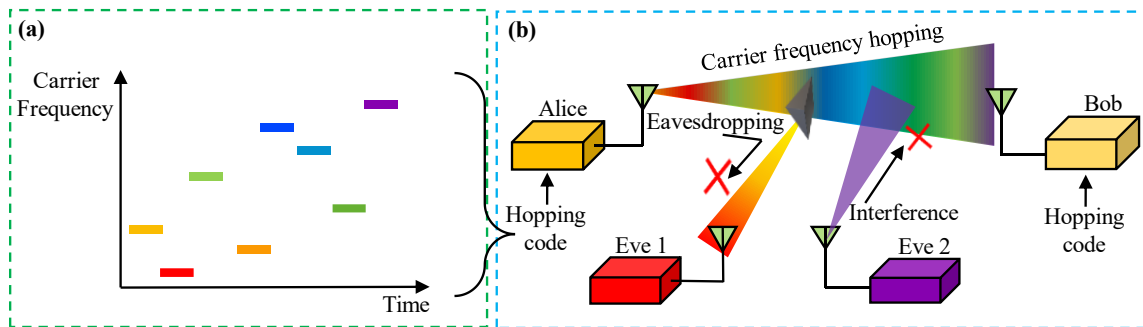 (a)
Carrier
Frequency
Time
(b)
Carrier frequency hopping
Alice
Eavesdropping
Bob
Hopping
code
Interference
Hopping
code
Eve 1
Eve 2